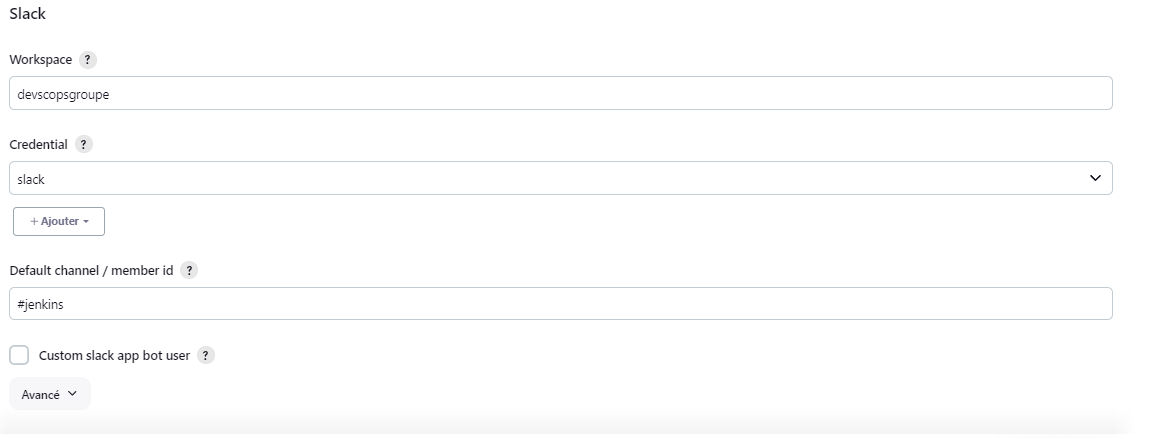 Slack
Workspace ?
devscopsgroupe
Credential ?
slack
+ Ajouter
Default channel / member id ?
#jenkins
Custom slack app bot user ?
Avancé